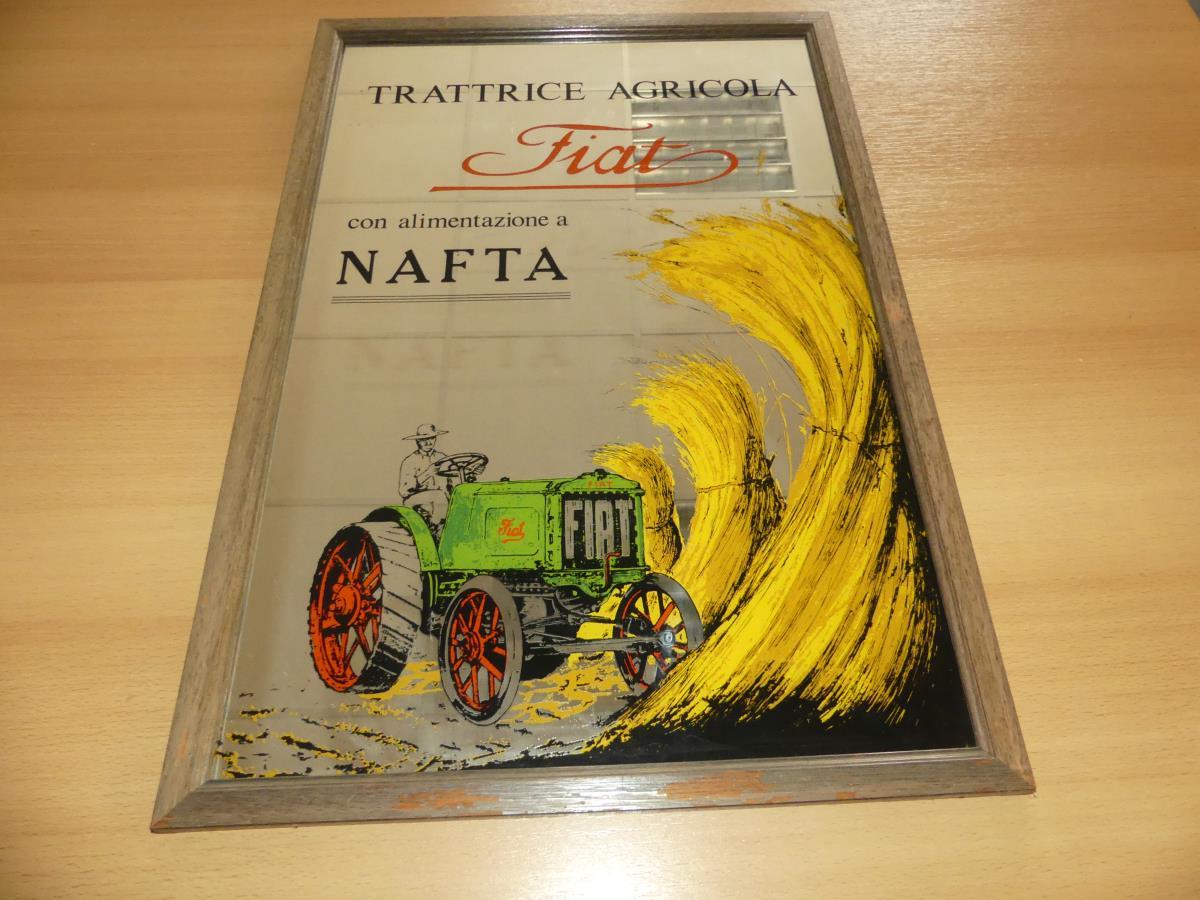 TRATTRICE AGRICOLA
Fiat
con alimentazione a
NAFTA
FIAT
Fiat
FIAT